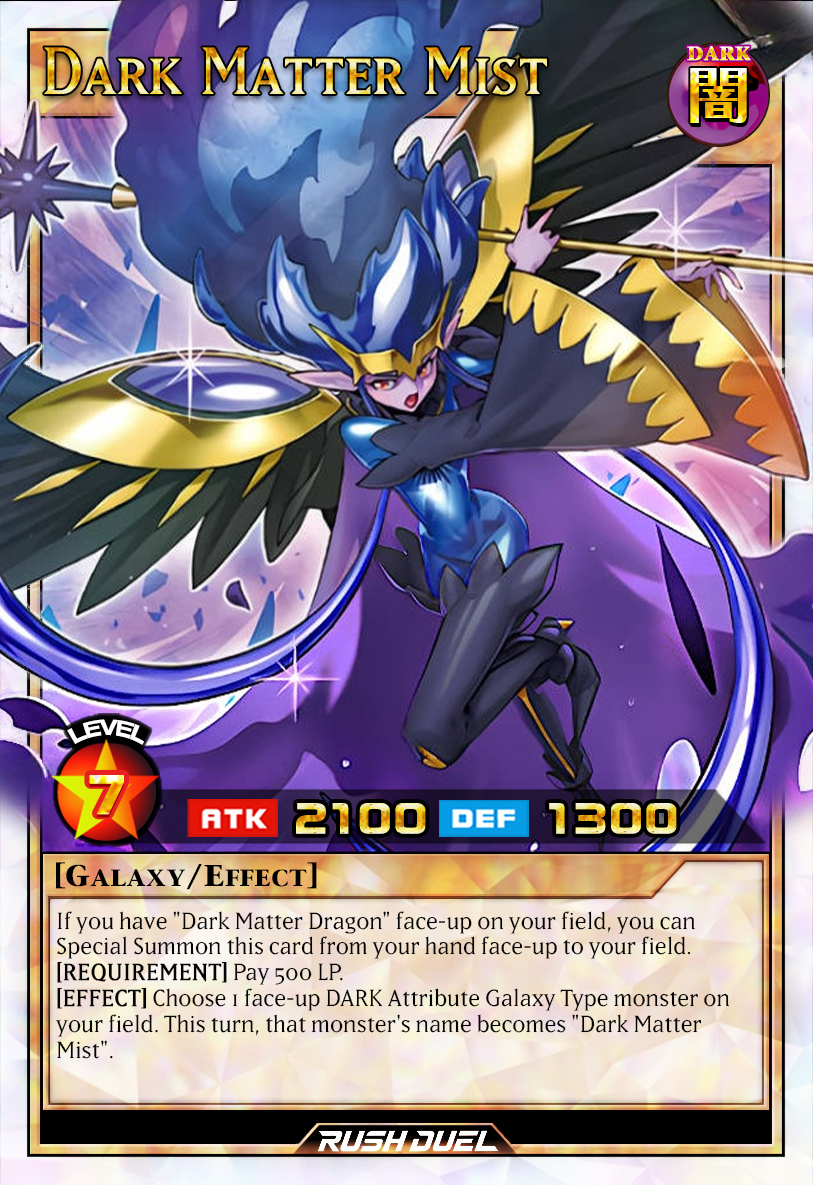 DARK MATTER MIST
DARK
闇
LEVEL
7
ATK 2100 DEF 1300
[GALAXY/EFFECT]
If you have "Dark Matter Dragon" face-up on your field, you can
Special Summon this card from your hand face-up to your field.
[REQUIREMENT] Pay 500 LP.
[EFFECT] Choose 1 face-up DARK Attribute Galaxy Type monster on
your field. This turn, that monster's name becomes "Dark Matter
Mist".
RUSH DUEL